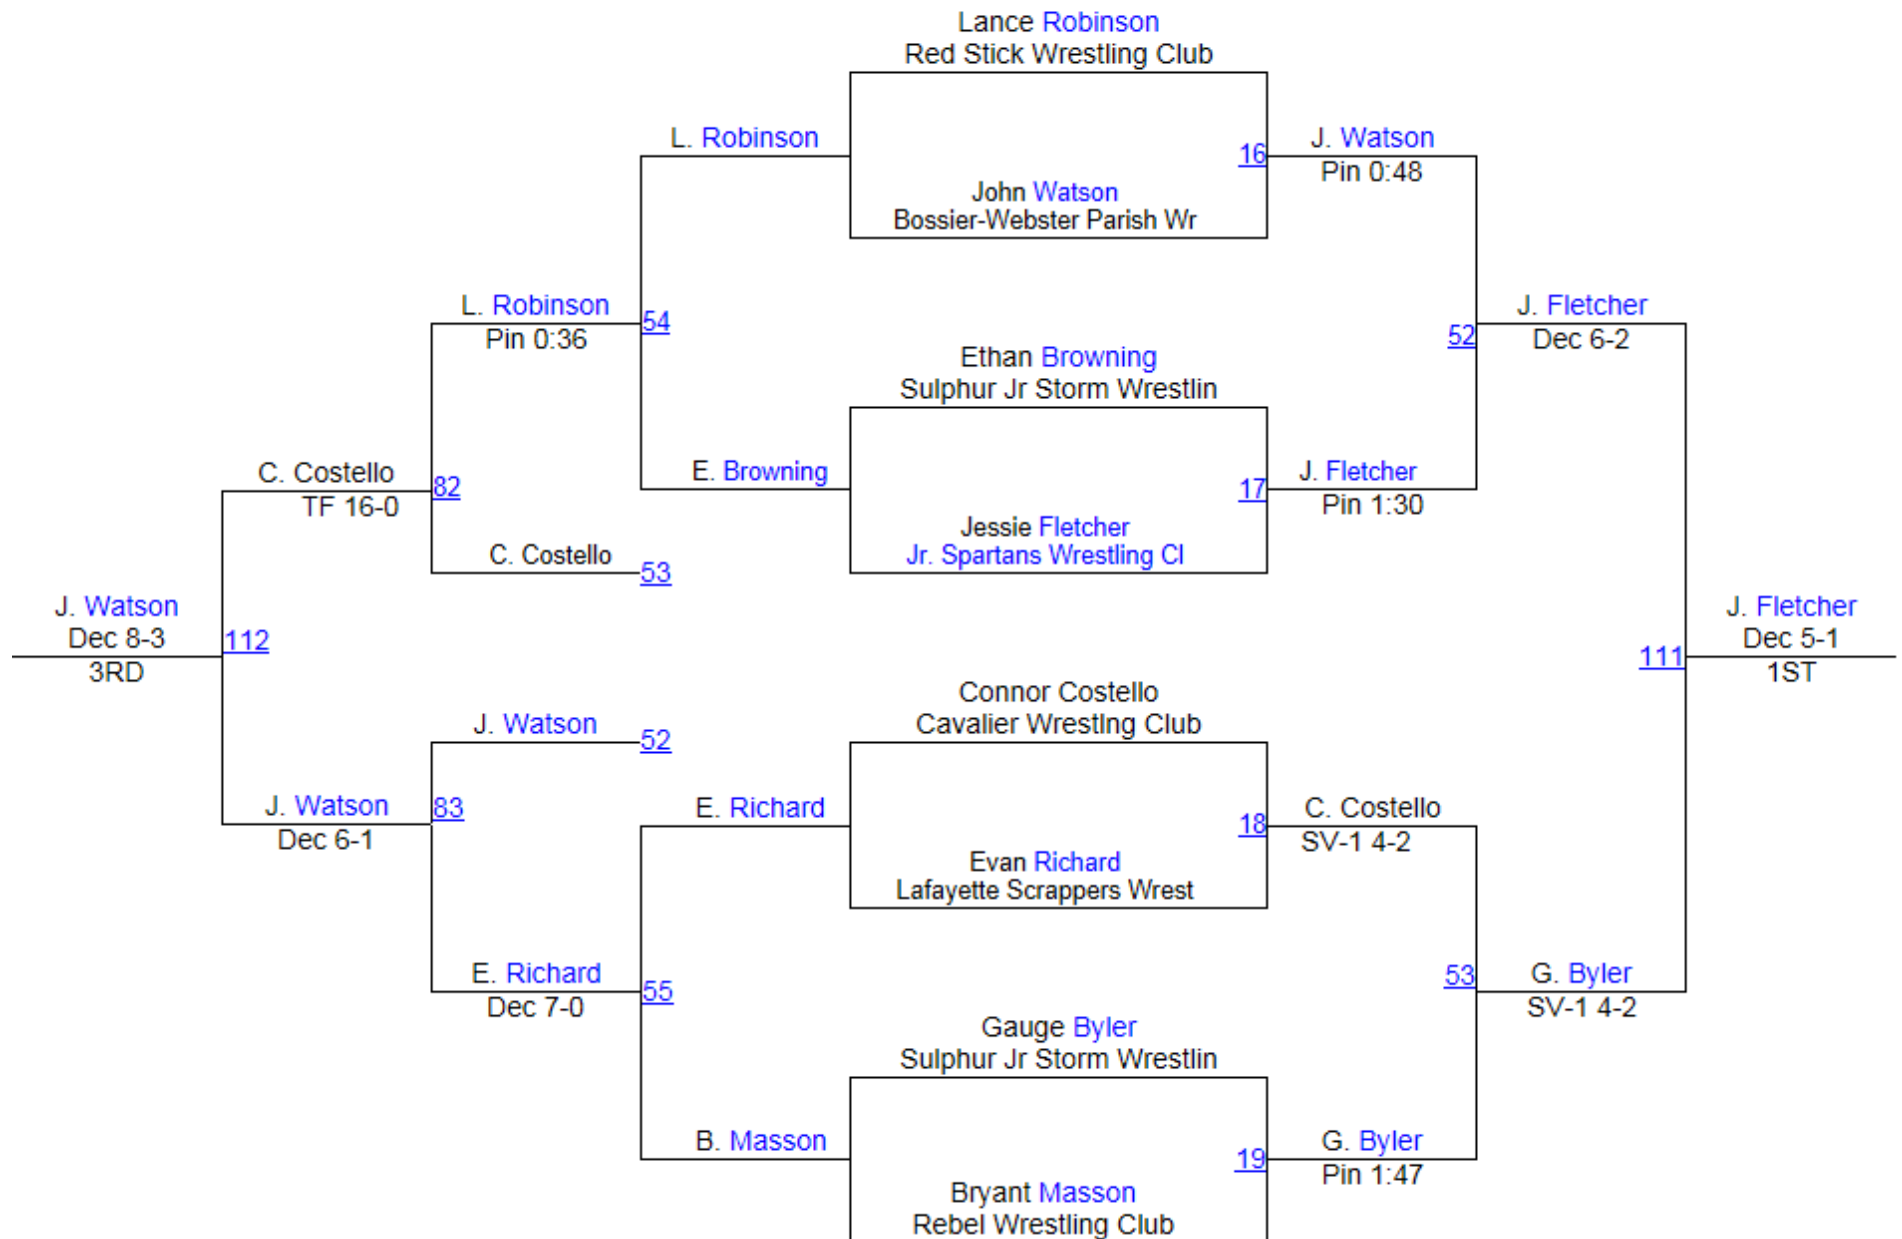 Lance Robinson
Red Stick Wrestling Club
L. Robinson
16
J. Watson
Pin 0:48
John Watson
Bossier-Webster Parish Wr
L. Robinson
Pin 0:36
54
52
J. Fletcher
Dec 6-2
Ethan Browning
Sulphur Jr Storm Wrestlin
C. Costello
TF 16-0
82
E. Browning
17
J. Fletcher
Pin 1:30
Jessie Fletcher
Jr. Spartans Wrestling Cl
C. Costello
53
J. Watson
Dec 8-3
3RD
112
111
J. Fletcher
Dec 5-1
1ST
Connor Costello
Cavalier Wrestlng Club
J. Watson
52
J. Watson
Dec 6-1
83
E. Richard
18
C. Costello
SV-1 4-2
Evan Richard
Lafayette Scrappers Wrest
E. Richard
Dec 7-0
55
53
G. Byler
SV-1 4-2
Gauge Byler
Sulphur Jr Storm Wrestlin
B. Masson
19
G. Byler
Pin 1:47
Bryant Masson
Rebel Wrestling Club